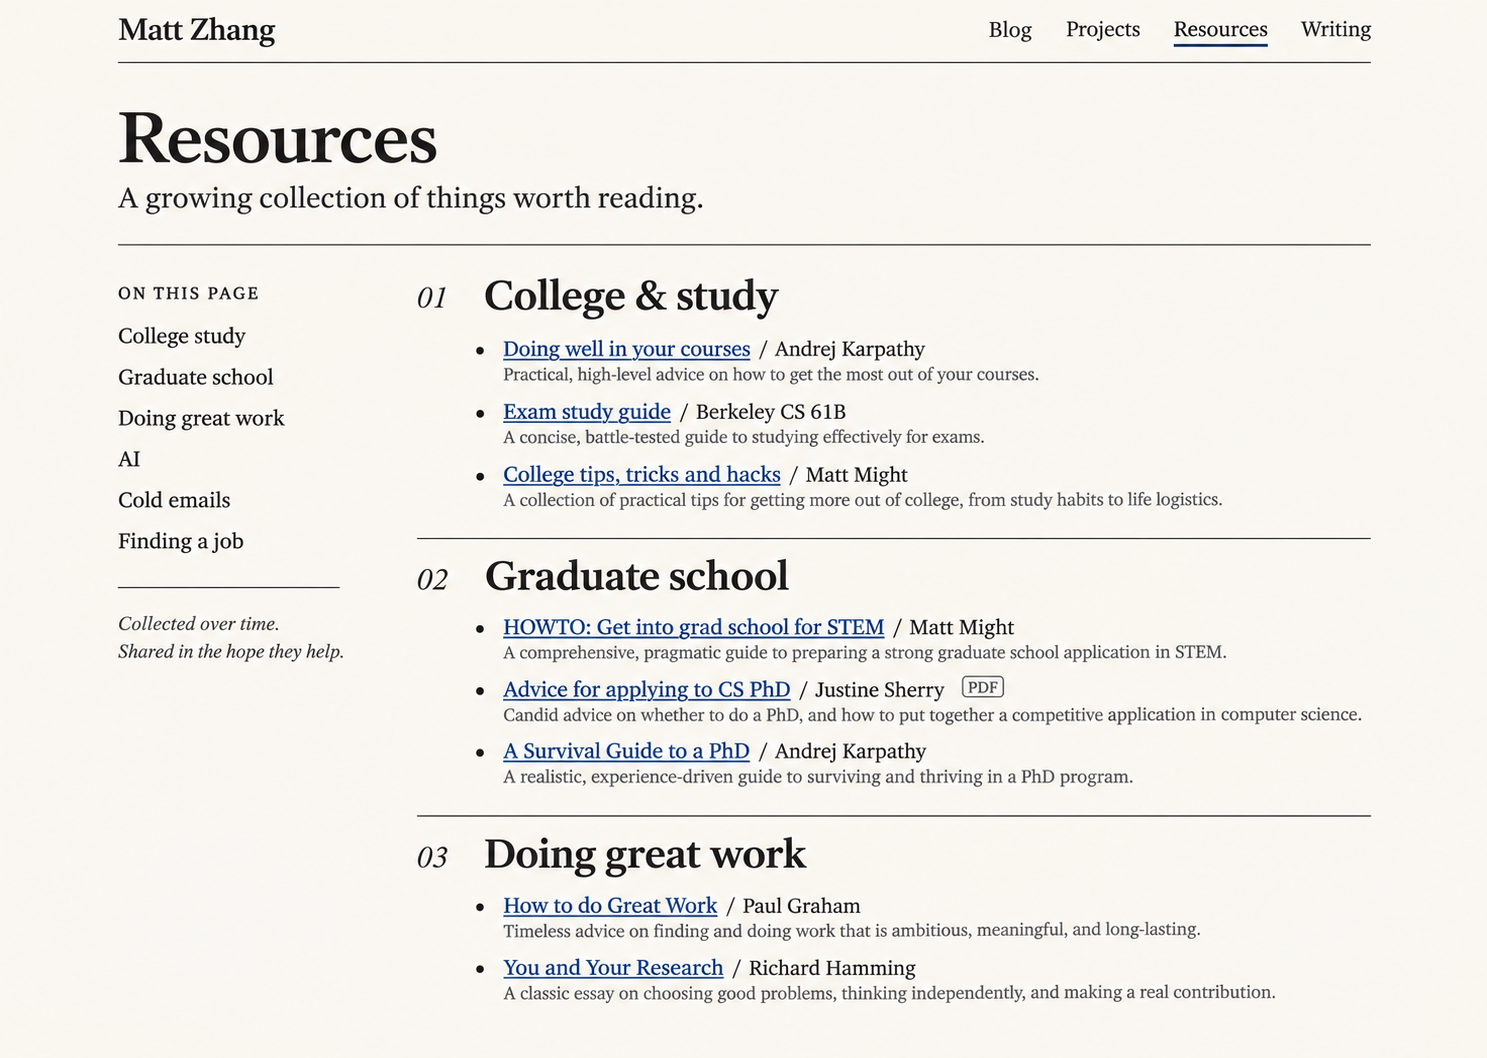 Matt Zhang
Blog Projects Resources Writing
Resources
A growing collection of things worth reading.
ON THIS PAGE
College study
Graduate school
Doing great work
AI
Cold emails
Finding a job
Collected over time.
Shared in the hope they help.
01 College & study
• Doing well in your courses / Andrej Karpathy
Practical, high-level advice on how to get the most out of your courses.
• Exam study guide / Berkeley CS 61B
A concise, battle-tested guide to studying effectively for exams.
• College tips, tricks and hacks / Matt Might
A collection of practical tips for getting more out of college, from study habits to life logistics.
02 Graduate school
• HOWTO: Get into grad school for STEM / Matt Might
A comprehensive, pragmatic guide to preparing a strong graduate school application in STEM.
• Advice for applying to CS PhD / Justine Sherry PDF
Candid advice on whether to do a PhD, and how to put together a competitive application in computer science.
• A Survival Guide to a PhD / Andrej Karpathy
A realistic, experience-driven guide to surviving and thriving in a PhD program.
03 Doing great work
• How to do Great Work / Paul Graham
Timeless advice on finding and doing work that is ambitious, meaningful, and long-lasting.
• You and Your Research / Richard Hamming
A classic essay on choosing good problems, thinking independently, and making a real contribution.